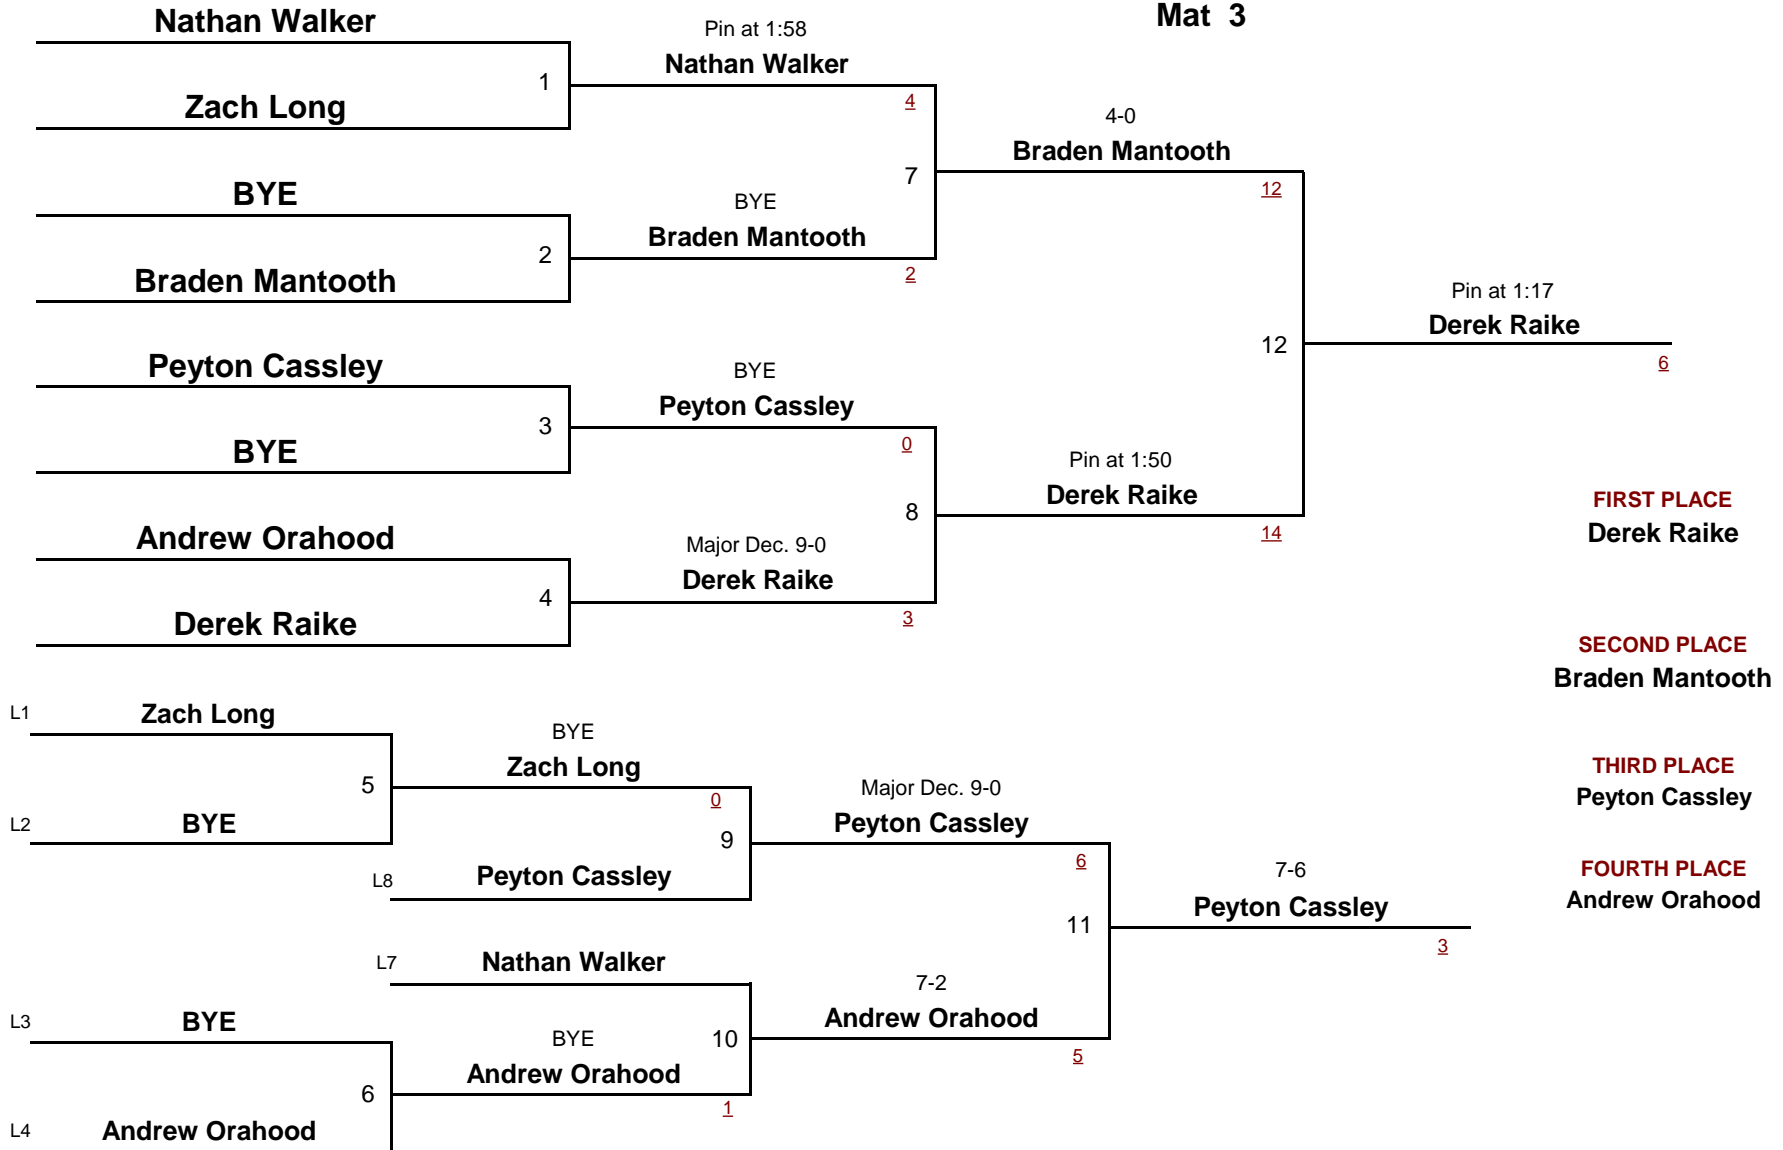 Mat 3
Nathan Walker
1
Zach Long
Pin at 1:58
Nathan Walker
4
BYE
2
Braden Mantooth
BYE
Braden Mantooth
2
7
4-0
Braden Mantooth
12
Peyton Cassley
3
BYE
BYE
Peyton Cassley
0
Andrew Orahood
4
Derek Raike
Major Dec. 9-0
Derek Raike
3
8
Pin at 1:50
Derek Raike
14
12
Pin at 1:17
Derek Raike
6
FIRST PLACE
Derek Raike
SECOND PLACE
Braden Mantooth
THIRD PLACE
Peyton Cassley
FOURTH PLACE
Andrew Orahood
L1
Zach Long
5
L2
BYE
BYE
Zach Long
0
9
L8
Peyton Cassley
Major Dec. 9-0
Peyton Cassley
6
L7
Nathan Walker
L3
BYE
6
L4
Andrew Orahood
BYE
Andrew Orahood
1
10
7-2
Andrew Orahood
5
11
7-6
Peyton Cassley
3